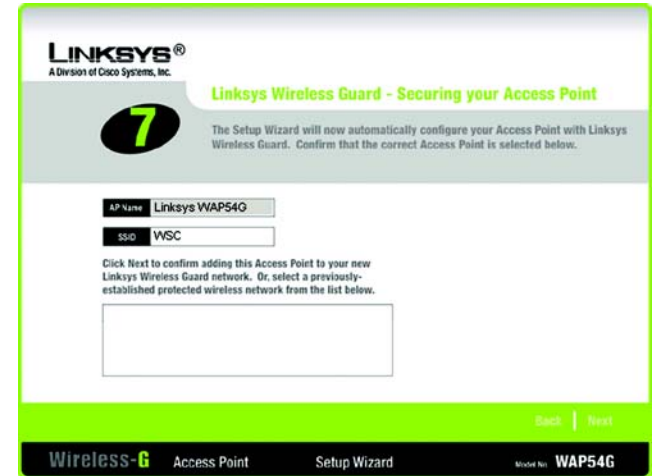 LINKSYS®
A Division of Cisco Systems, Inc.
Linksys Wireless Guard - Securing your Access Point
7
The Setup Wizard will now automatically configure your Access Point with Linksys
Wireless Guard. Confirm that the correct Access Point is selected below.
AP Name Linksys WAP54G
SSID WSC
Click Next to confirm adding this Access Point to your new
Linksys Wireless Guard network. Or, select a previously-
established protected wireless network from the list below.
Back | Next
Wireless-G Access Point Setup Wizard Model No. WAP54G